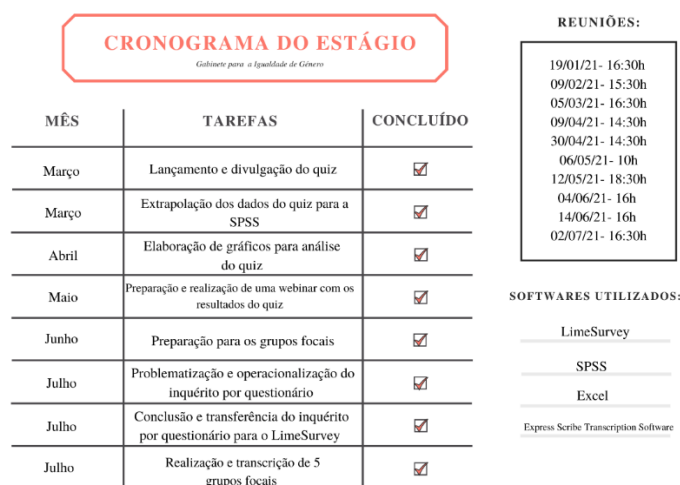 CRONOGRAMA DO ESTÁGIO
Gabinete para a Igualdade de Género
MÊS TAREFAS CONCLUÍDO
Março Lançamento e divulgação do quiz
Março Extrapolação dos dados do quiz para a
SPSS
Abril Elaboração de gráficos para análise
do quiz
Maio Preparação e realização de uma webinar com os
resultados do quiz
Junho Preparação para os grupos focais
Julho Problematização e operacionalização do
inquérito por questionário
Julho Conclusão e transferência do inquérito
por questionário para o LimeSurvey
Julho Realização e transcrição de 5
grupos focais
REUNIÕES:
19/01/21- 16:30h
09/02/21- 15:30h
05/03/21- 16:30h
09/04/21- 14:30h
30/04/21- 14:30h
06/05/21- 10h
12/05/21- 18:30h
04/06/21- 16h
14/06/21- 16h
02/07/21- 16:30h
SOFTWARES UTILIZADOS:
LimeSurvey
SPSS
Excel
Express Scribe Transcription Software